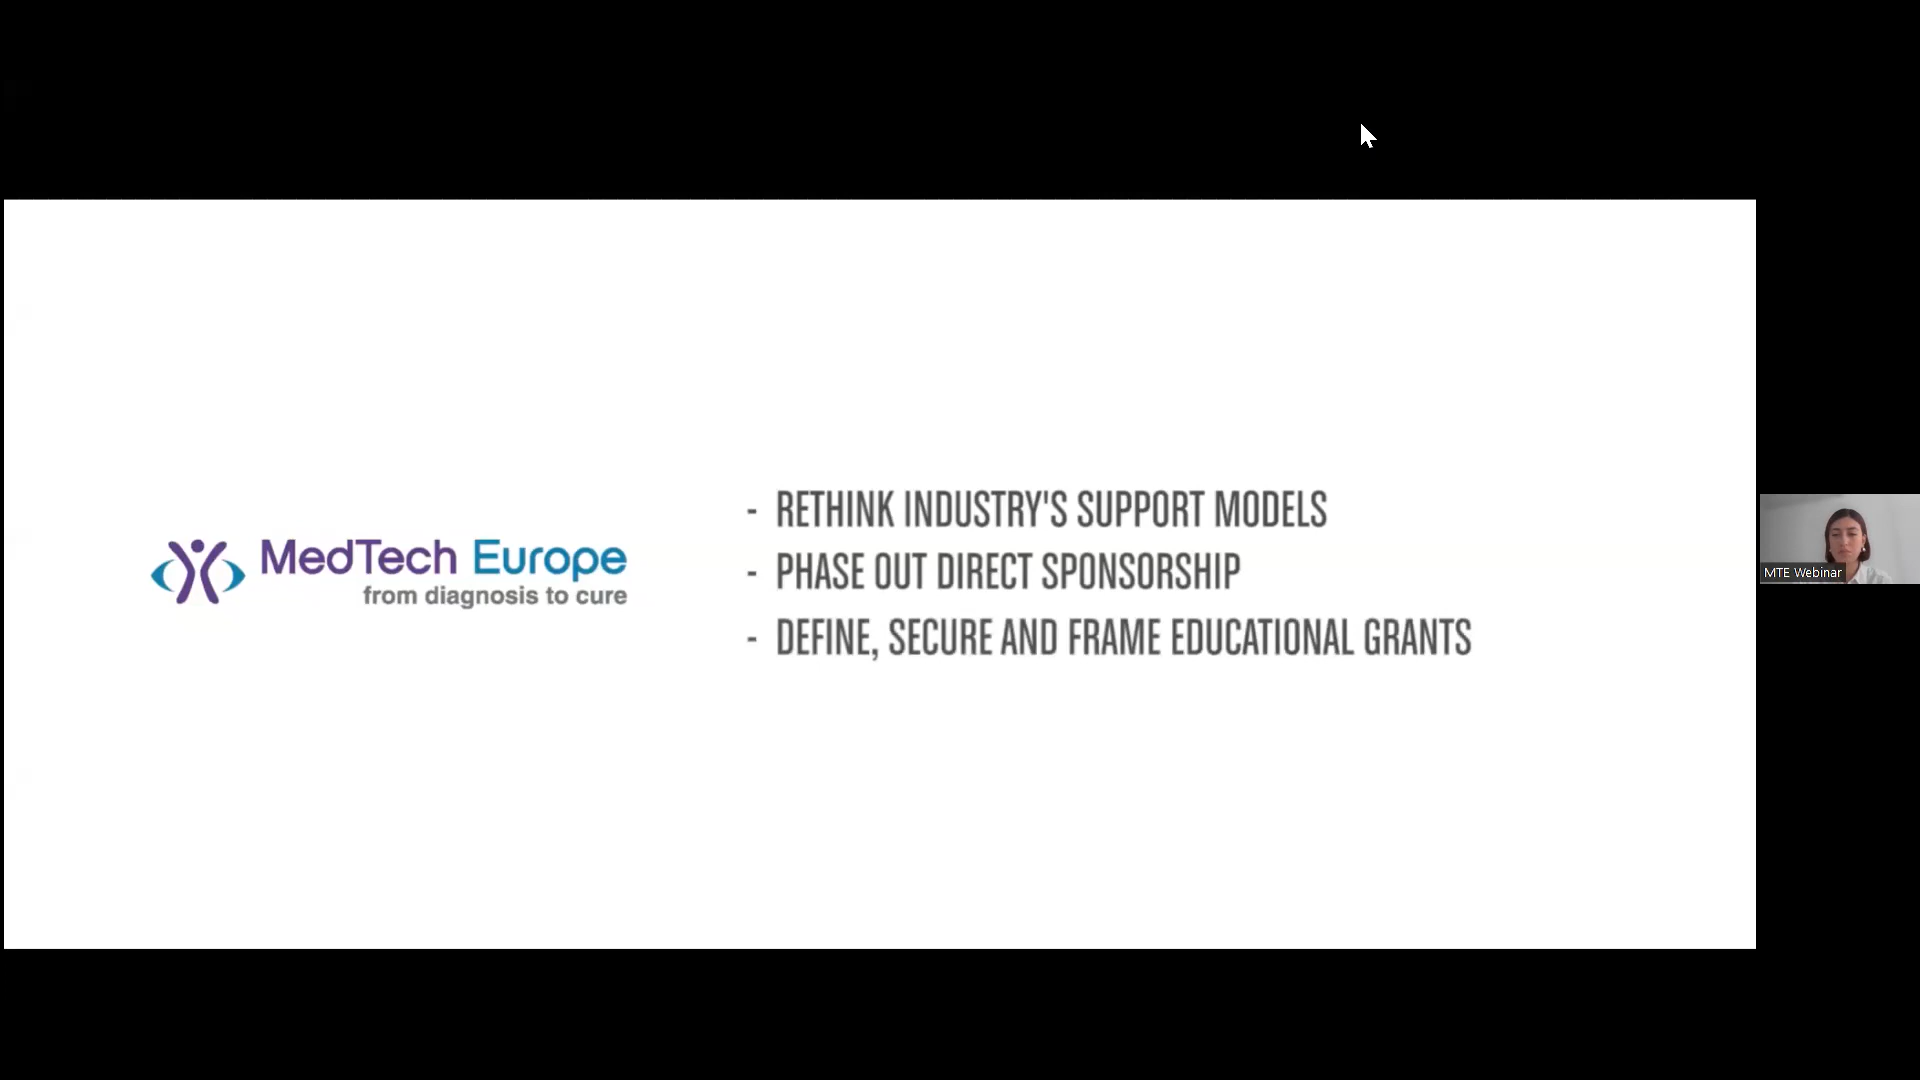 MedTech Europe
from diagnosis to cure
- RETHINK INDUSTRY'S SUPPORT MODELS
- PHASE OUT DIRECT SPONSORSHIP
- DEFINE, SECURE AND FRAME EDUCATIONAL GRANTS
MTE Webinar